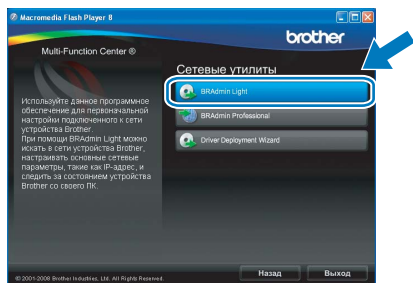 Macromedia Flash Player 8
brother
Multi-Function Center ®
Сетевые утилиты
BRAdmin Light
BRAdmin Professional
Driver Deployment Wizard
Используйте данное программное
обеспечение для первоначальной
настройки подключенного к сети
устройства Brother.
При помощи BRAdmin Light можно
искать в сети устройства Brother,
настраивать основные сетевые
параметры, такие как IP-адрес, и
следить за состоянием устройства
Brother со своего ПК.
© 2001-2008 Brother Industries, Ltd. All Rights Reserved.
Назад
Выход